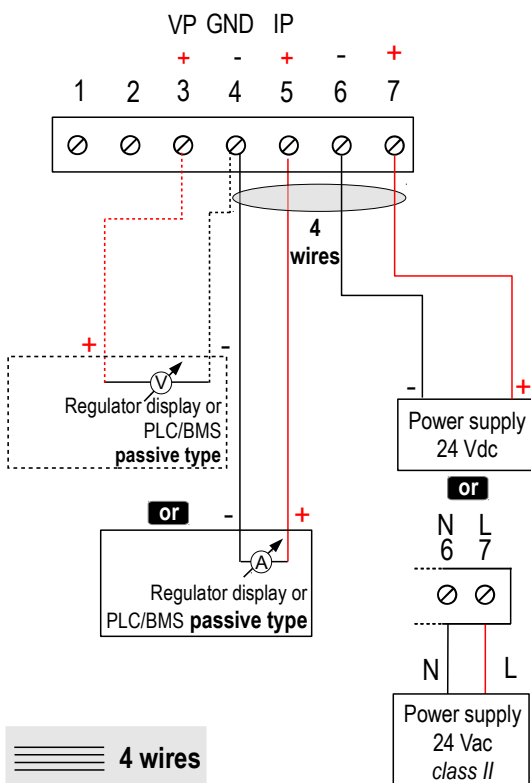 VP GND IP
+ - + - +
1 2 3 4 5 6 7
4
wires
+ -
V
Regulator display or
PLC/BMS
passive type
- +
Power supply
24 Vdc
or
or
- +
A
Regulator display or
PLC/BMS passive type
N L
6 7
N L
Power supply
24 Vac
class II
4 wires